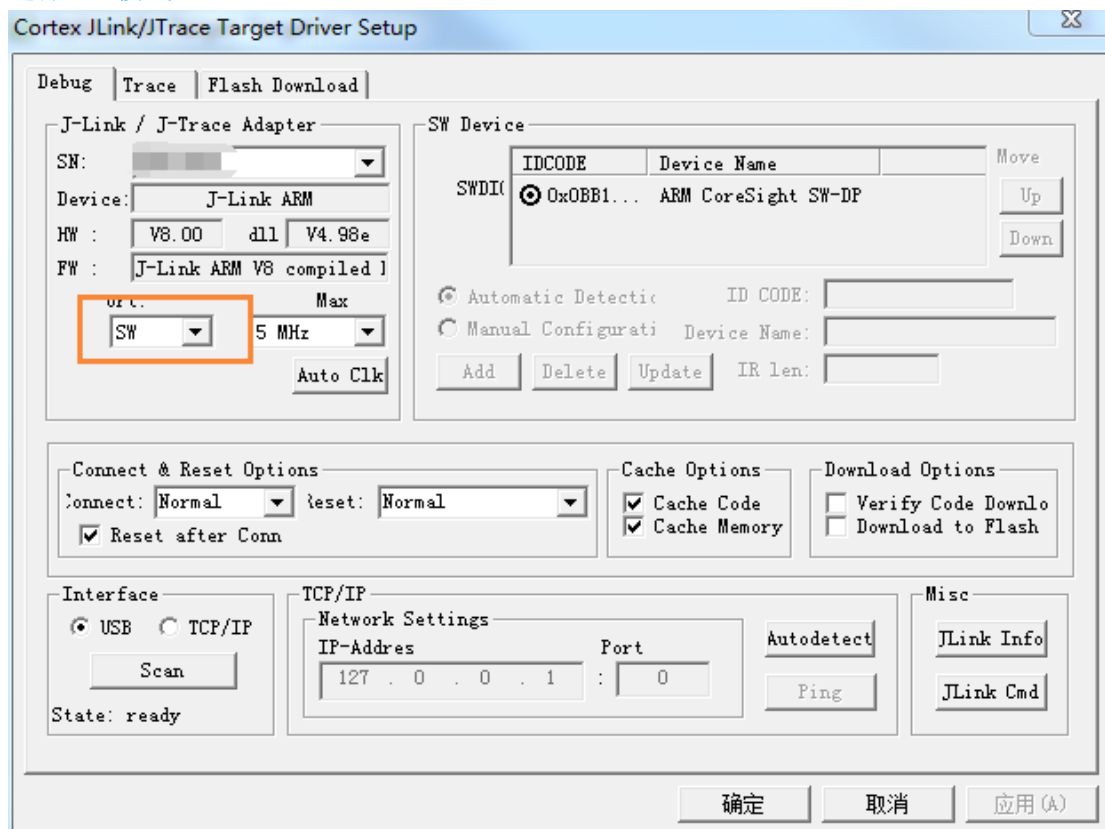 Cortex JLink/JTrace Target Driver Setup
Debug Trace Flash Download
J-Link / J-Trace Adapter
SN:
Device: J-Link ARM
HW : V8.00 dll V4.98e
FW : J-Link ARM V8 compiled
Max
SW 5 MHz
Auto Clk
SW Device
IDCODE Device Name Move
SWDI
0x0BB1... ARM CoreSight SW-DP Up
Down
Automatic Detecti ID CODE:
Manual Configurati Device Name:
Add Delete Update IR len:
Connect & Reset Options
onnect: Normal eset: Normal
Reset after Conn
Cache Options
Cache Code
Cache Memory
Download Options
Verify Code Downlo
Download to Flash
Interface
USB TCP/IP
Scan
State: ready
TCP/IP
Network Settings
IP-Addres Port
127 . 0 . 0 . 1 : 0
Autodetect
Ping
Misc
JLink Info
JLink Cmd
确定 取消 应用(A)